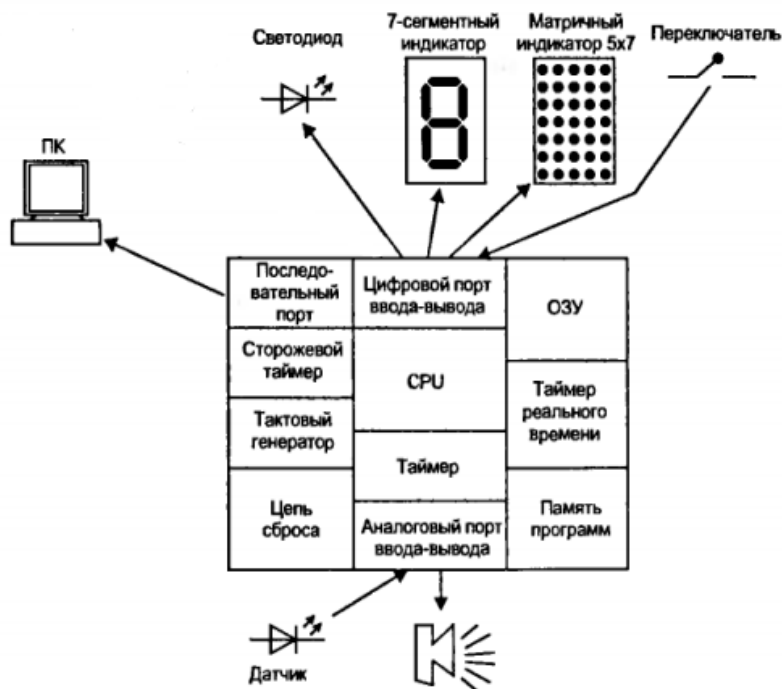 Светодиод
7-сегментный
индикатор
Матричный
индикатор 5x7
Переключатель
ПК
Последо-
вательный
порт
Цифровой порт
ввода-вывода
ОЗУ
Сторожевой
таймер
CPU
Таймер
реального
времени
Тактовый
генератор
Таймер
Цепь
сброса
Аналоговый порт
ввода-вывода
Память
программ
Датчик